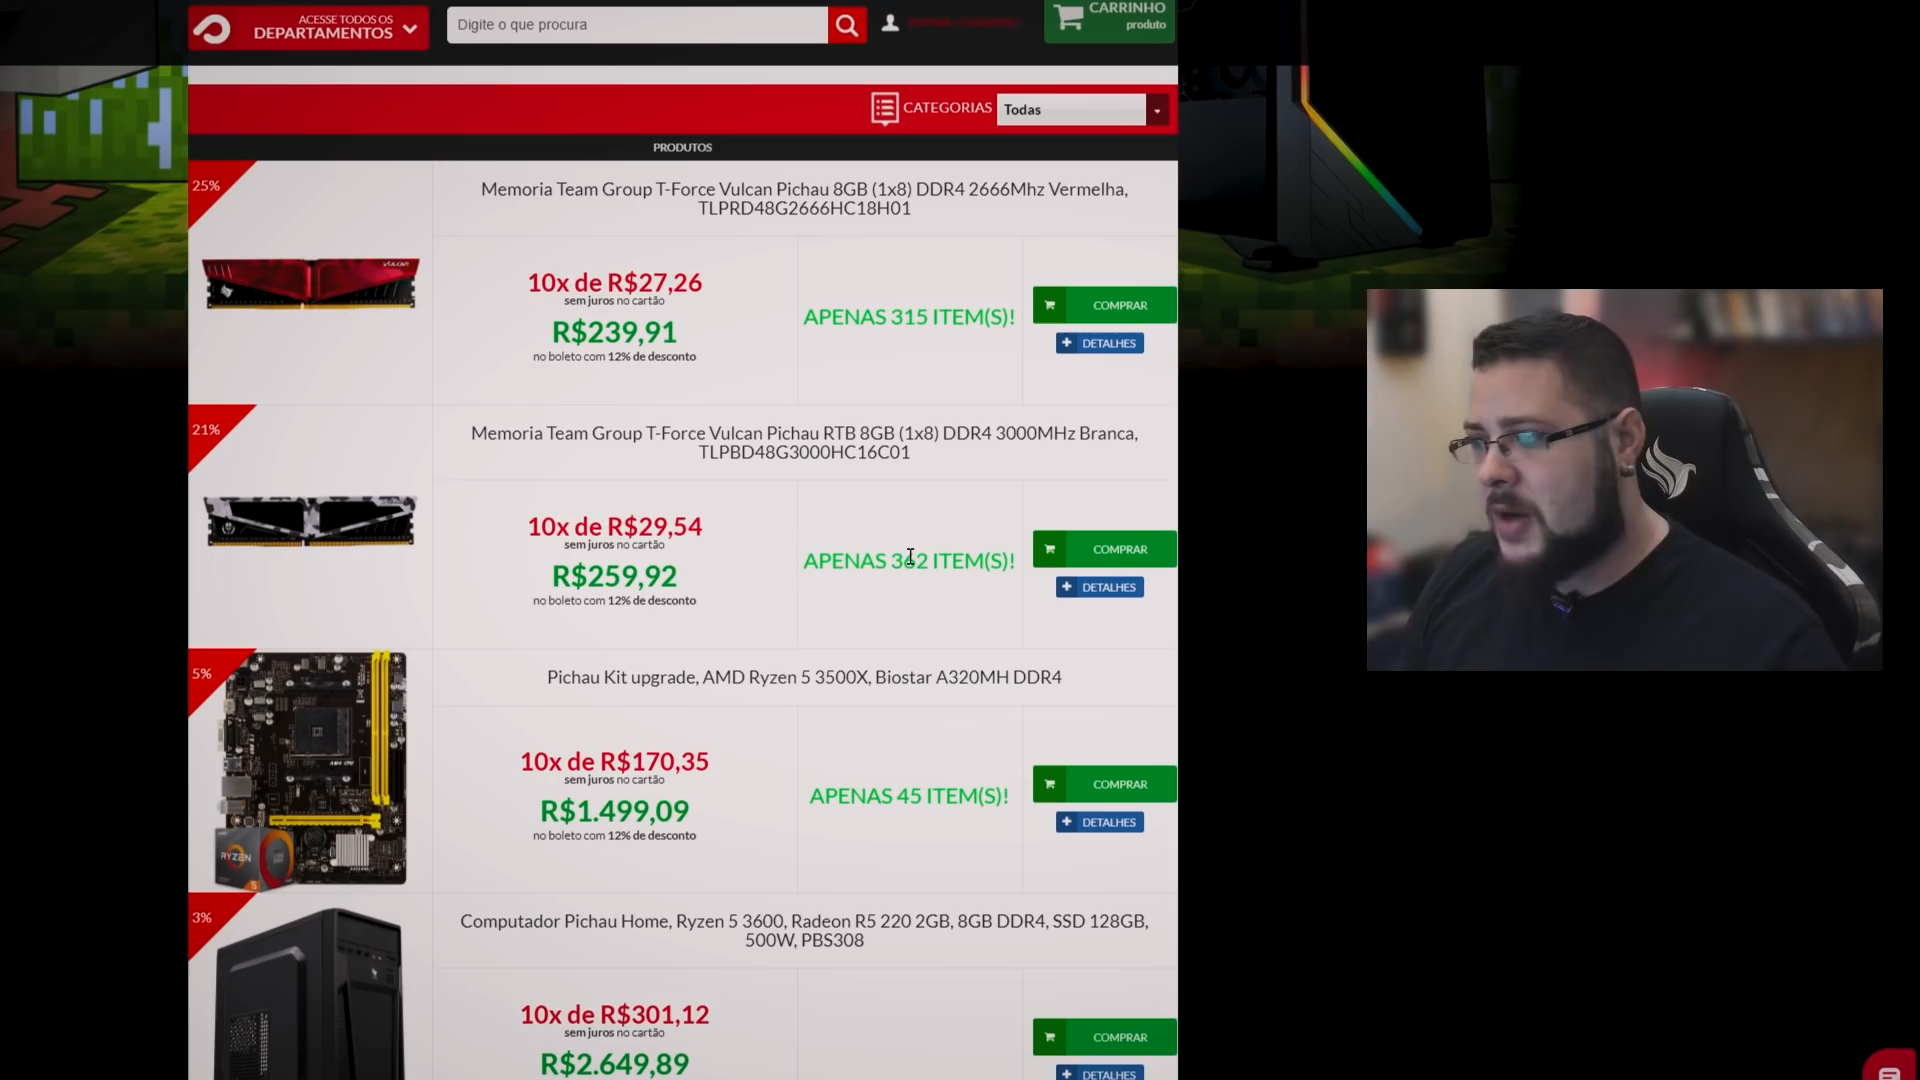 ACESSE TODOS OS
DEPARTAMENTOS
Digite o que procura
CARRINHO
produto
CATEGORIAS Todas
PRODUTOS
25%
Memoria Team Group T-Force Vulcan Pichau 8GB (1x8) DDR4 2666Mhz Vermelha,
TLPRD48G2666HC18H01
VULCAN
10x de R$27,26
sem juros no cartão
R$239,91
no boleto com 12% de desconto
APENAS 315 ITEM(S)!
COMPRAR
DETALHES
21%
Memoria Team Group T-Force Vulcan Pichau RTB 8GB (1x8) DDR4 3000MHz Branca,
TLPBD48G3000HC16C01
10x de R$29,54
sem juros no cartão
R$259,92
no boleto com 12% de desconto
APENAS 362 ITEM(S)!
COMPRAR
DETALHES
5%
Pichau Kit upgrade, AMD Ryzen 5 3500X, Biostar A320MH DDR4
RYZEN
5
10x de R$170,35
sem juros no cartão
R$1.499,09
no boleto com 12% de desconto
APENAS 45 ITEM(S)!
COMPRAR
DETALHES
3%
Computador Pichau Home, Ryzen 5 3600, Radeon R5 220 2GB, 8GB DDR4, SSD 128GB,
500W, PBS308
10x de R$301,12
sem juros no cartão
R$2.649,89
COMPRAR
DETALHES